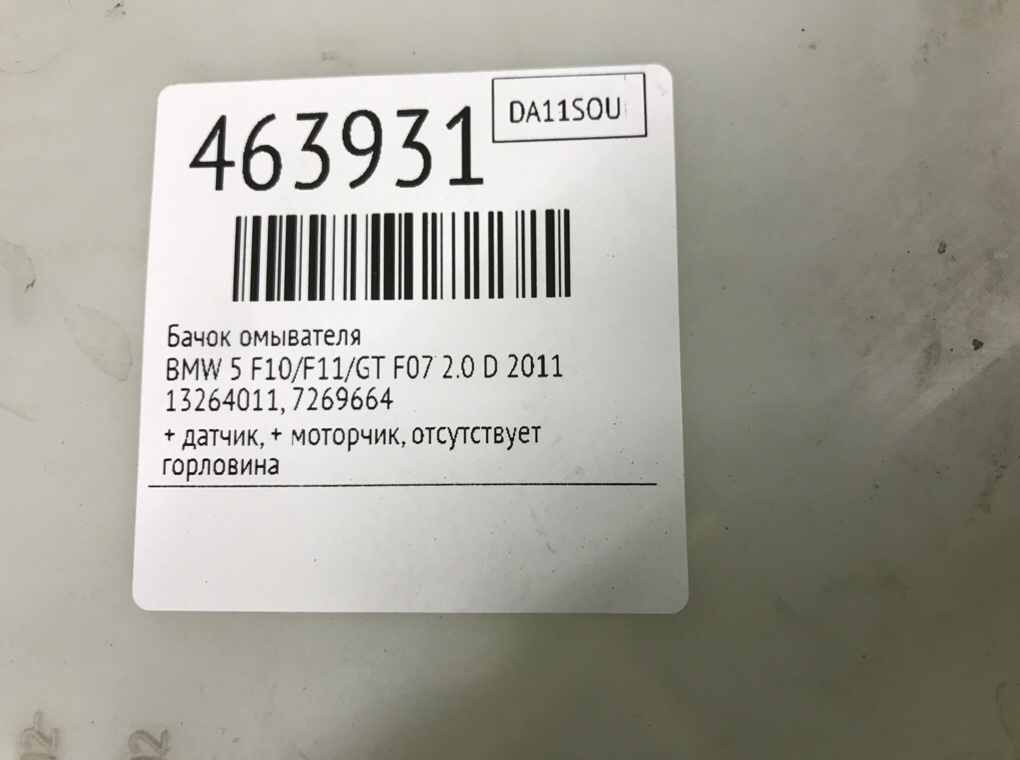 463931
DA11SOU
Бачок омывателя
BMW 5 F10/F11/GT F07 2.0 D 2011
13264011, 7269664
+ датчик, + моторчик, отсутствует
горловина